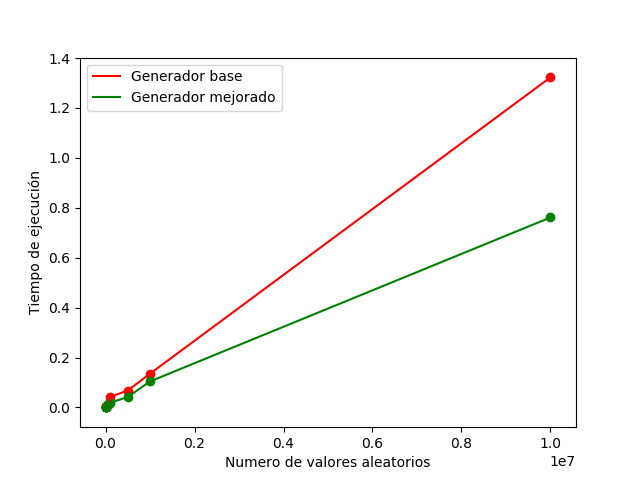 Generador base
Generador mejorado
1.4
1.2
1.0
0.8
0.6
0.4
0.2
0.0
Tiempo de ejecución
0.0 0.2 0.4 0.6 0.8 1.0
1e7
Numero de valores aleatorios